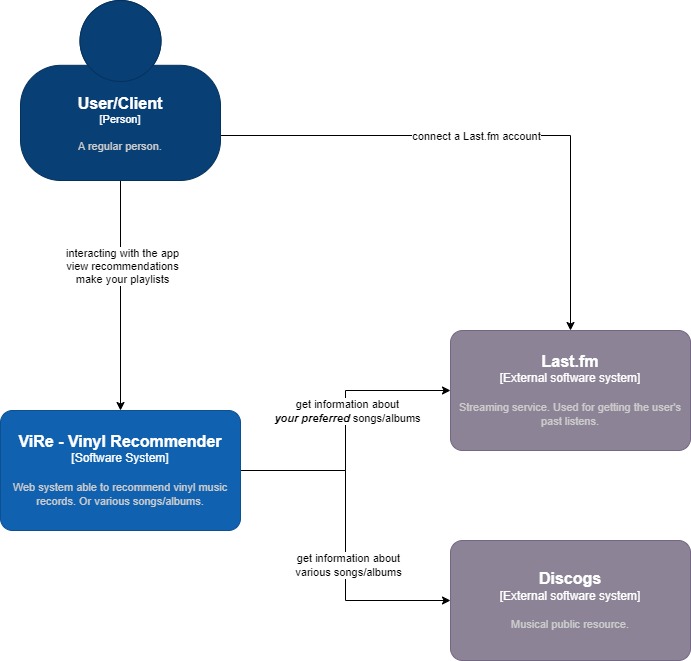 User/Client
[Person]
A regular person.
connect a Last.fm account
interacting with the app
view recommendations
make your playlists
Last.fm
[External software system]
Streaming service. Used for getting the user's
past listens.
get information about
your preferred songs/albums
ViRe - Vinyl Recommender
[Software System]
Web system able to recommend vinyl music
records. Or various songs/albums.
get information about
various songs/albums
Discogs
[External software system]
Musical public resource.